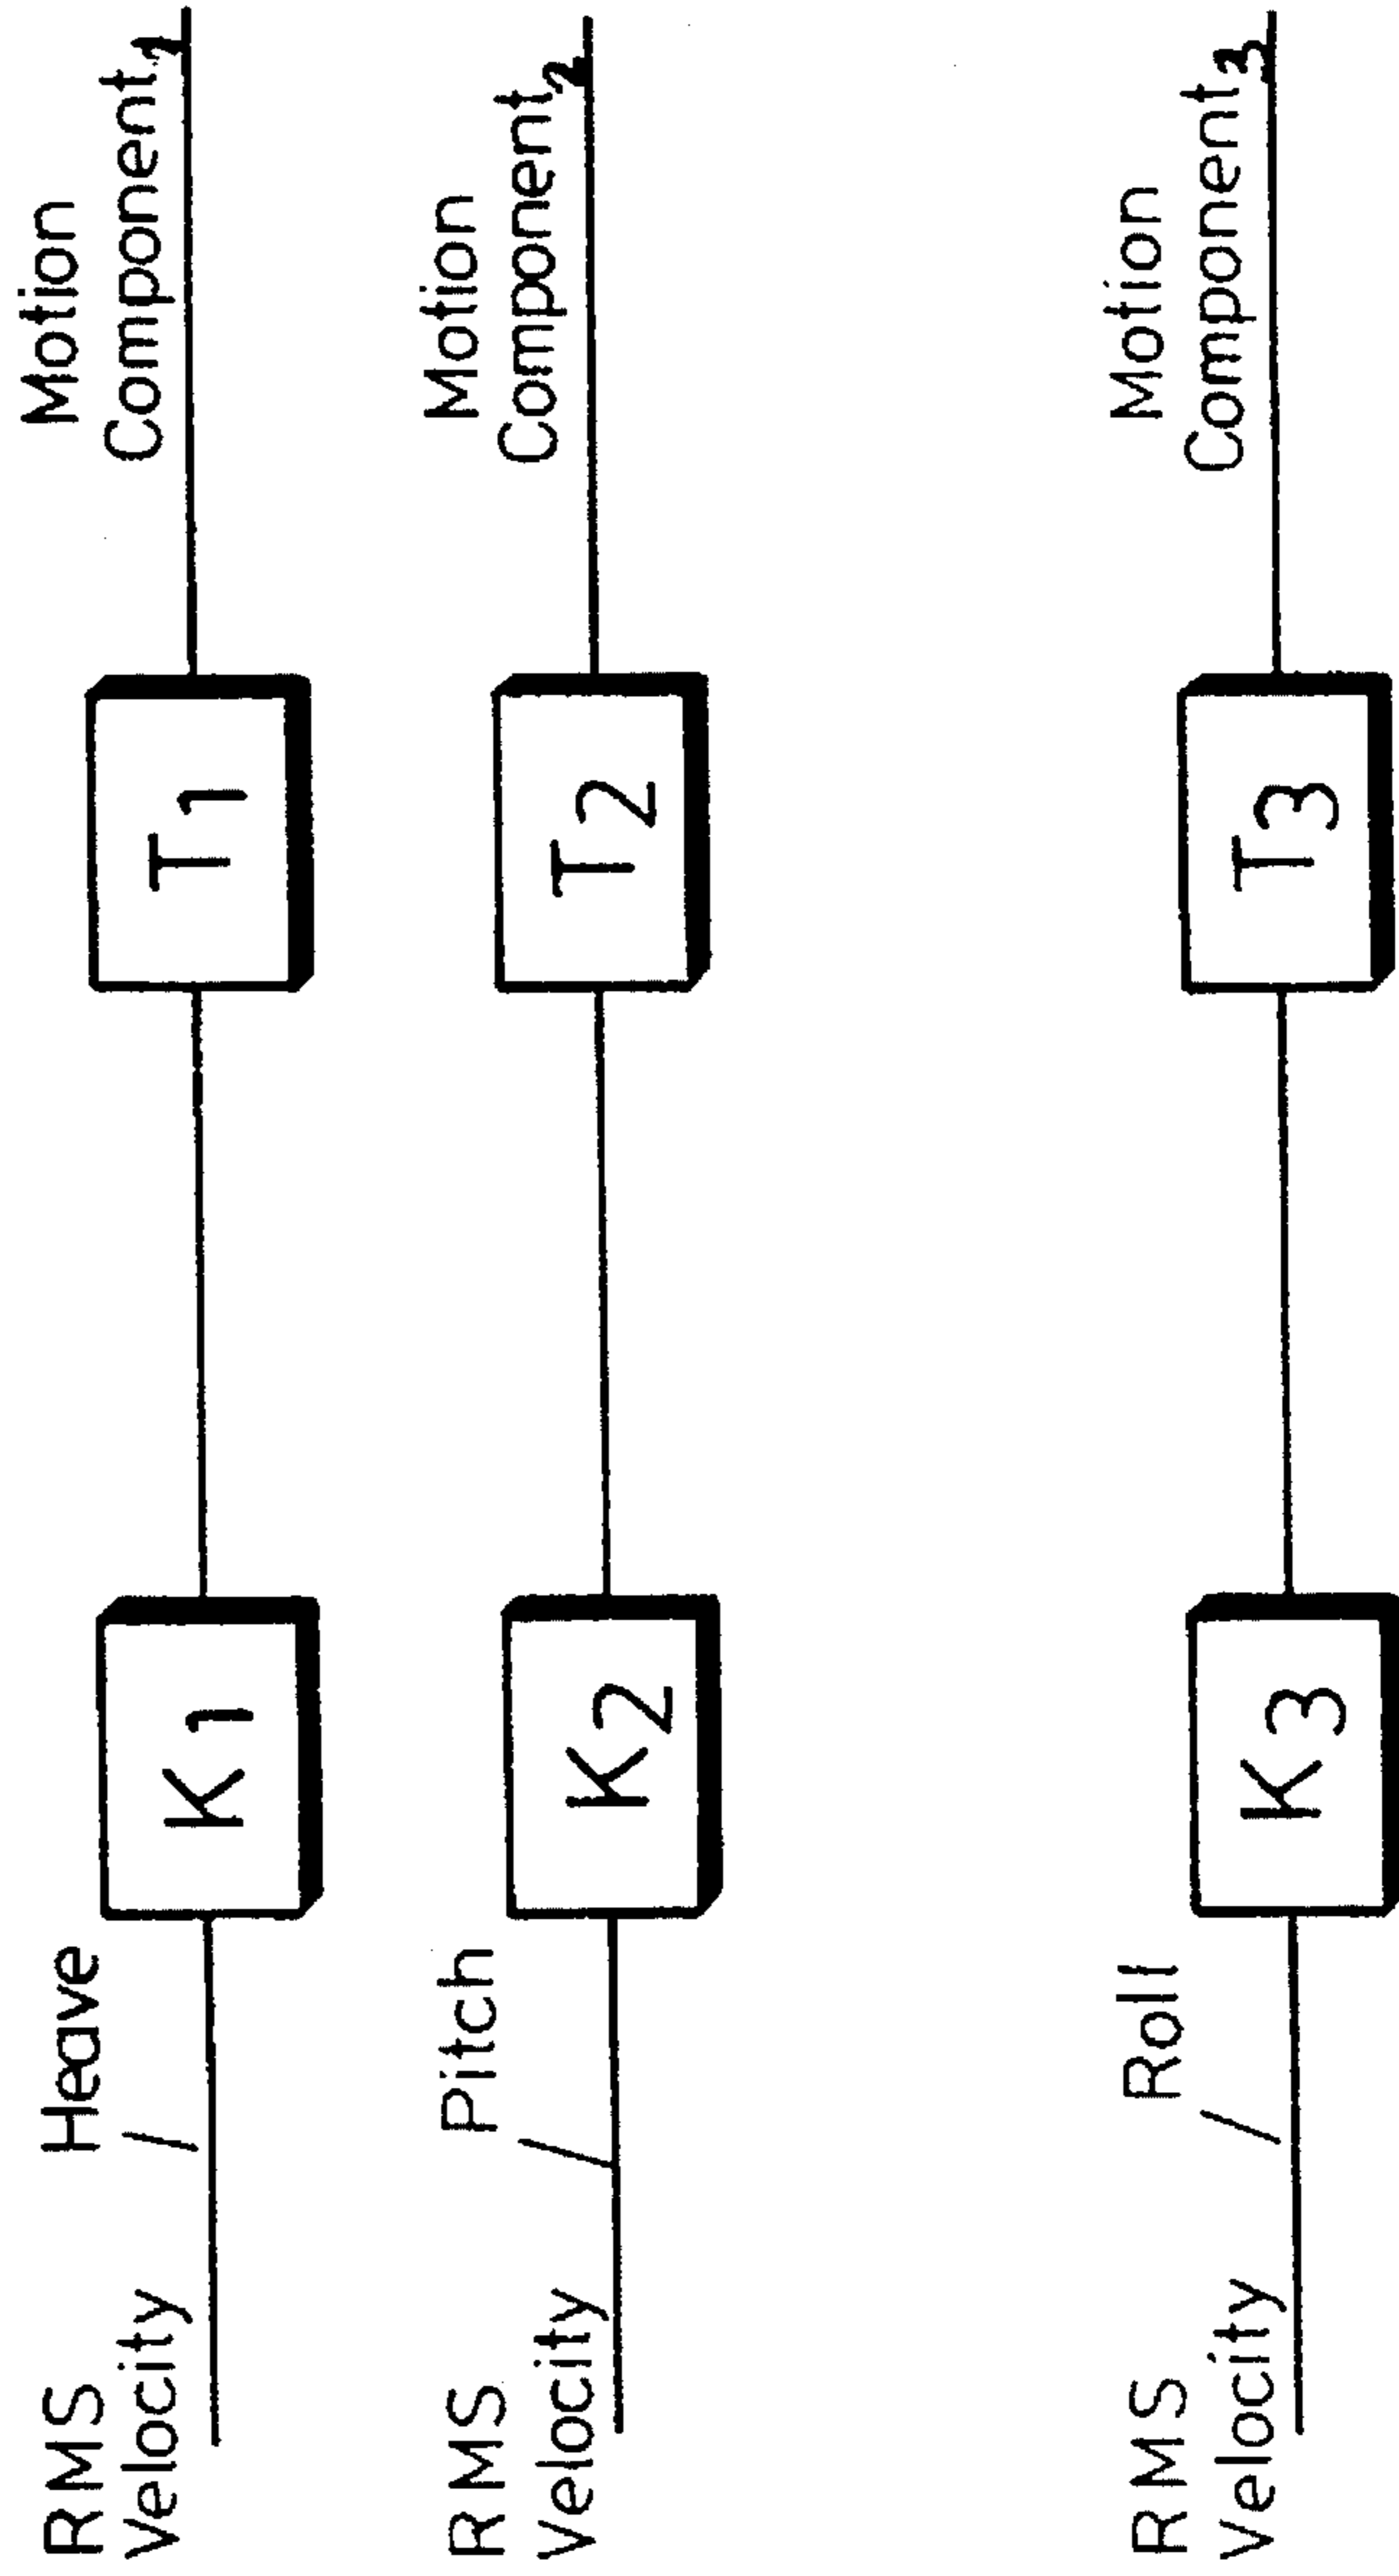 RMS
Velocity
Heave
K1
T1
Motion
Component1
RMS
Velocity
Pitch
K2
T2
Motion
Component2
RMS
Velocity
Roll
K3
T3
Motion
Component3